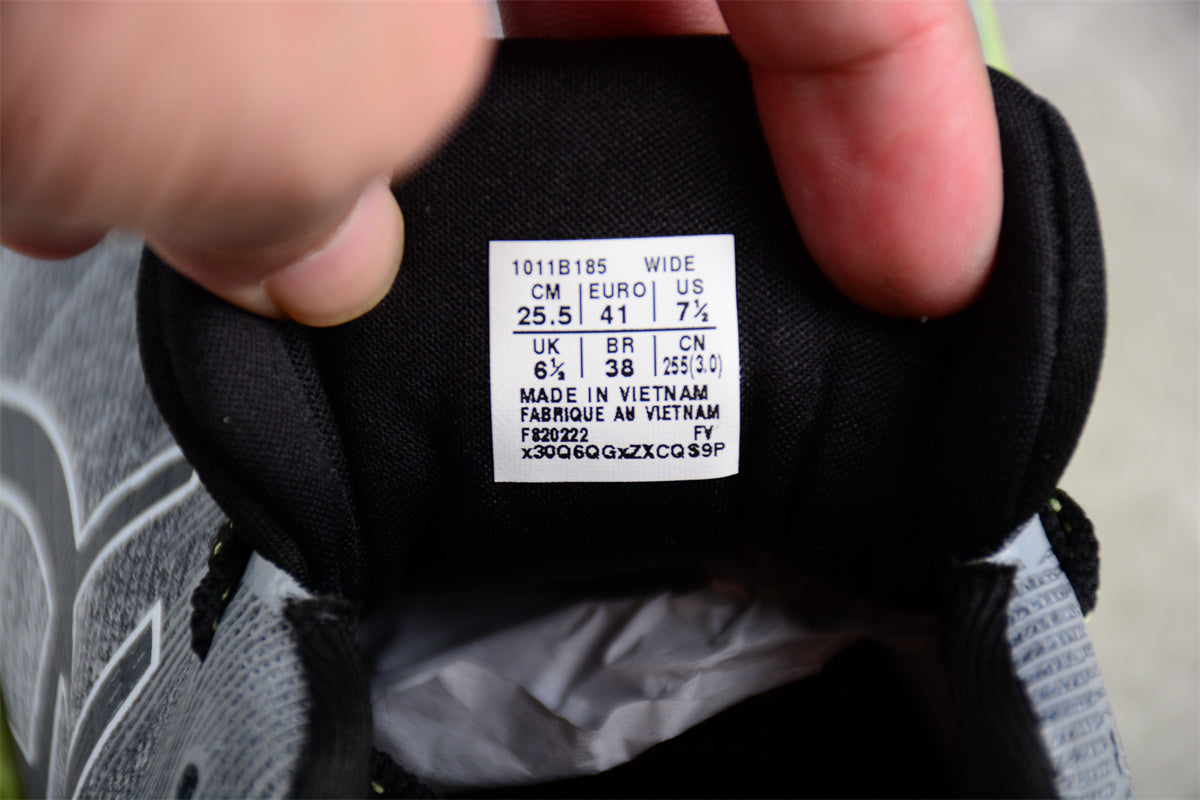 1011B185 WIDE
CM EURO US
25.5 41 7½
UK BR CN
6½ 38 255(3.0)
MADE IN VIETNAM
FABRIQUE AU VIETNAM
F820222 FV
x30Q6QGxZXCQS9P